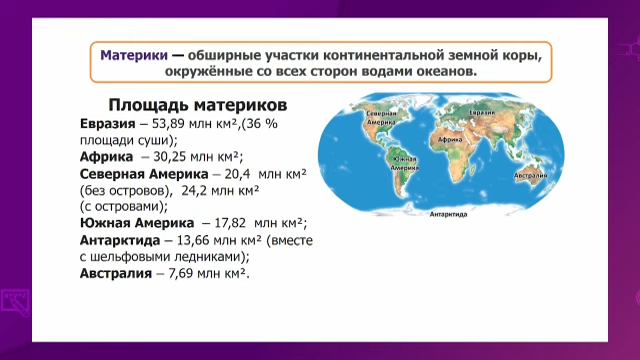 Материки — обширные участки континентальной земной коры,
окружённые со всех сторон водами океанов.
Площадь материков
Евразия – 53,89 млн км²,(36 %
площади суши);
Африка – 30,25 млн км²;
Северная Америка – 20,4 млн км²
(без островов), 24,2 млн км²
(с островами);
Южная Америка – 17,82 млн км²;
Антарктида – 13,66 млн км² (вместе
с шельфовыми ледниками);
Австралия – 7,69 млн км².
Северная
Америка
Евразия
Африка
Южная
Америка
Австралия
Антарктида